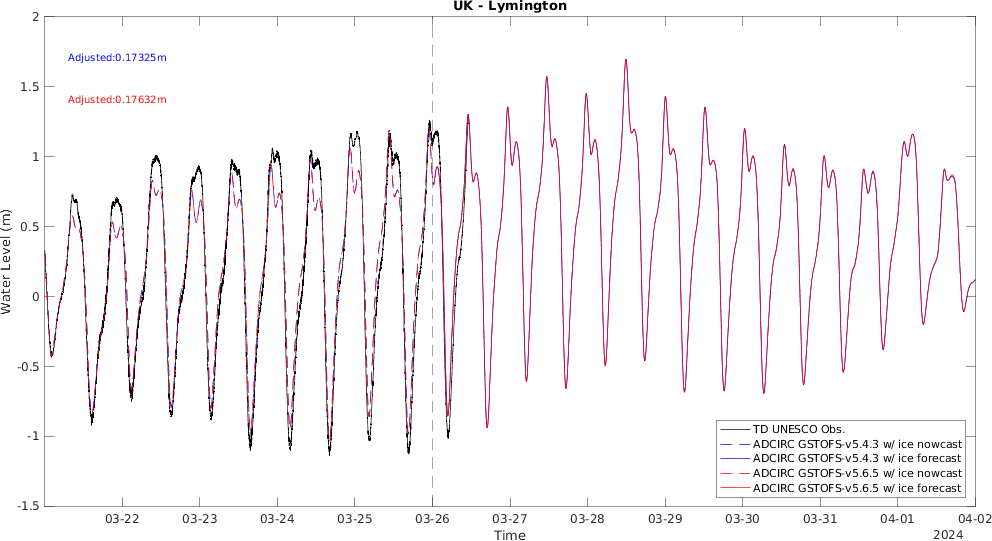 UK - Lymington
2
1.5
1
0.5
0
-0.5
-1
-1.5
Water Level (m)
Adjusted:0.17325m
Adjusted:0.17632m
TD UNESCO Obs.
ADCIRC GSTOFS-v5.4.3 w/ ice nowcast
ADCIRC GSTOFS-v5.4.3 w/ ice forecast
ADCIRC GSTOFS-v5.6.5 w/ ice nowcast
ADCIRC GSTOFS-v5.6.5 w/ ice forecast
03-22 03-23 03-24 03-25 03-26 03-27 03-28 03-29 03-30 03-31 04-01 04-02
Time
2024